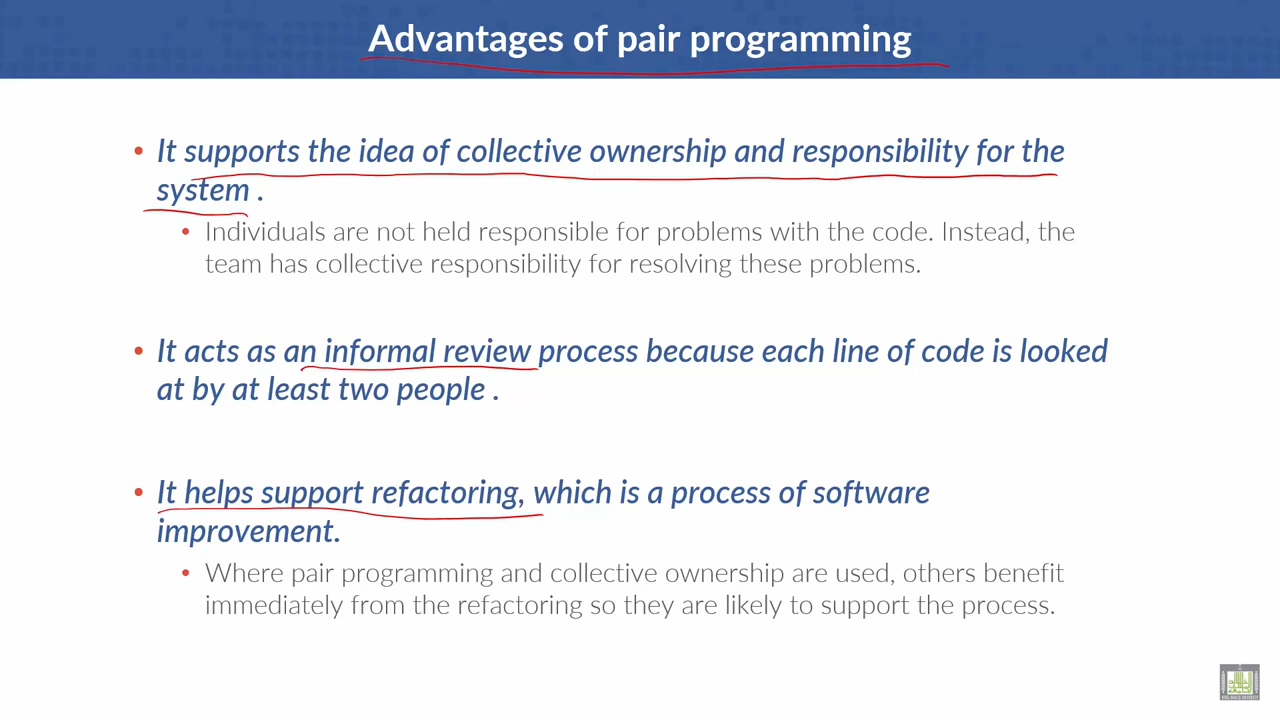 Advantages of pair programming
• It supports the idea of collective ownership and responsibility for the
system .
• Individuals are not held responsible for problems with the code. Instead, the
team has collective responsibility for resolving these problems.
• It acts as an informal review process because each line of code is looked
at by at least two people .
• It helps support refactoring, which is a process of software
improvement.
• Where pair programming and collective ownership are used, others benefit
immediately from the refactoring so they are likely to support the process.